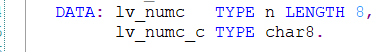 DATA: lv_numc   TYPE n LENGTH 8,
      lv_numc_c TYPE char8.